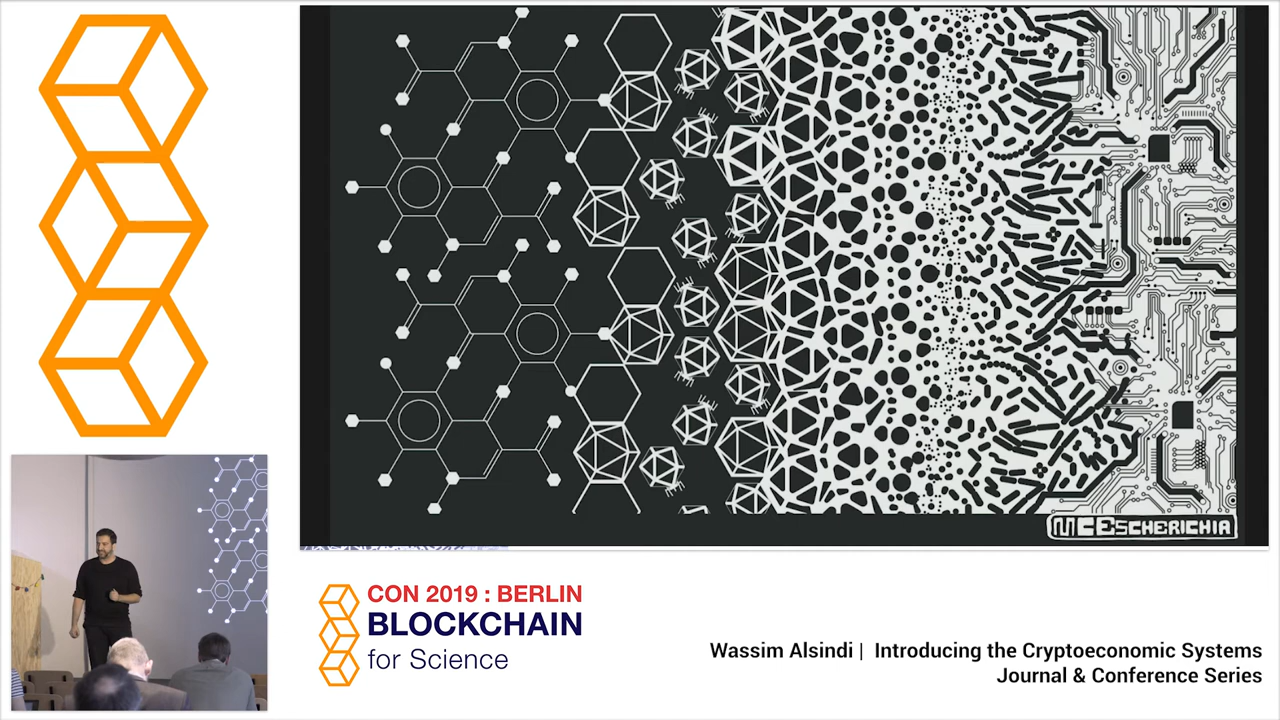 MCESCHERICHIA
CON 2019 : BERLIN
BLOCKCHAIN
for Science
Wassim Alsindi | Introducing the Cryptoeconomic Systems
Journal & Conference Series